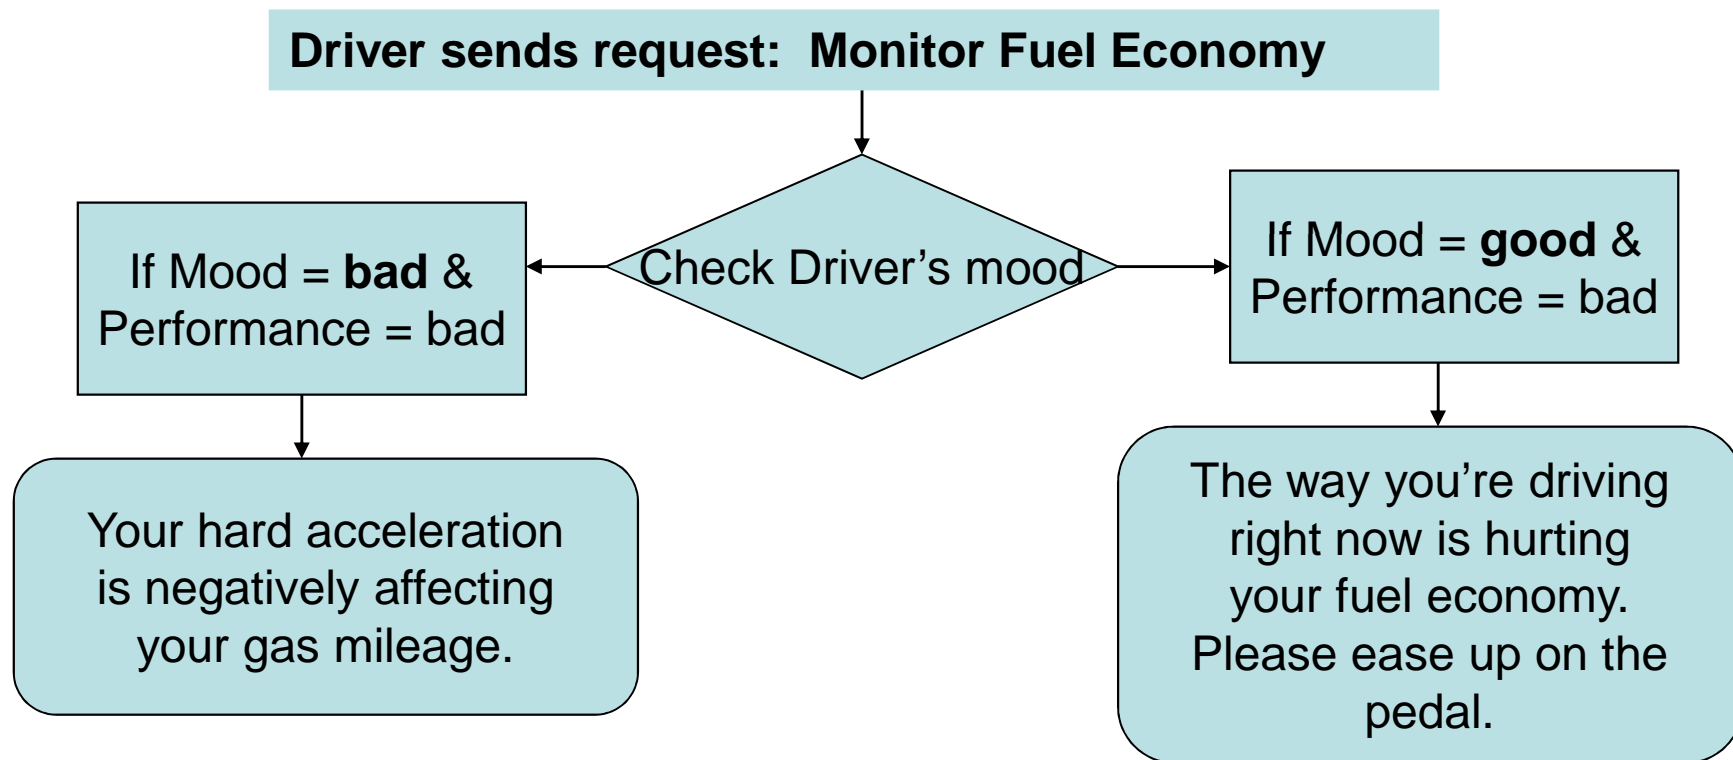 Driver sends request:  Monitor Fuel Economy
Check Driver’s mood
If Mood = bad &
Performance = bad
If Mood = good &
Performance = bad
Your hard acceleration
is negatively affecting
your gas mileage.
The way you’re driving
right now is hurting
your fuel economy.
Please ease up on the
pedal.